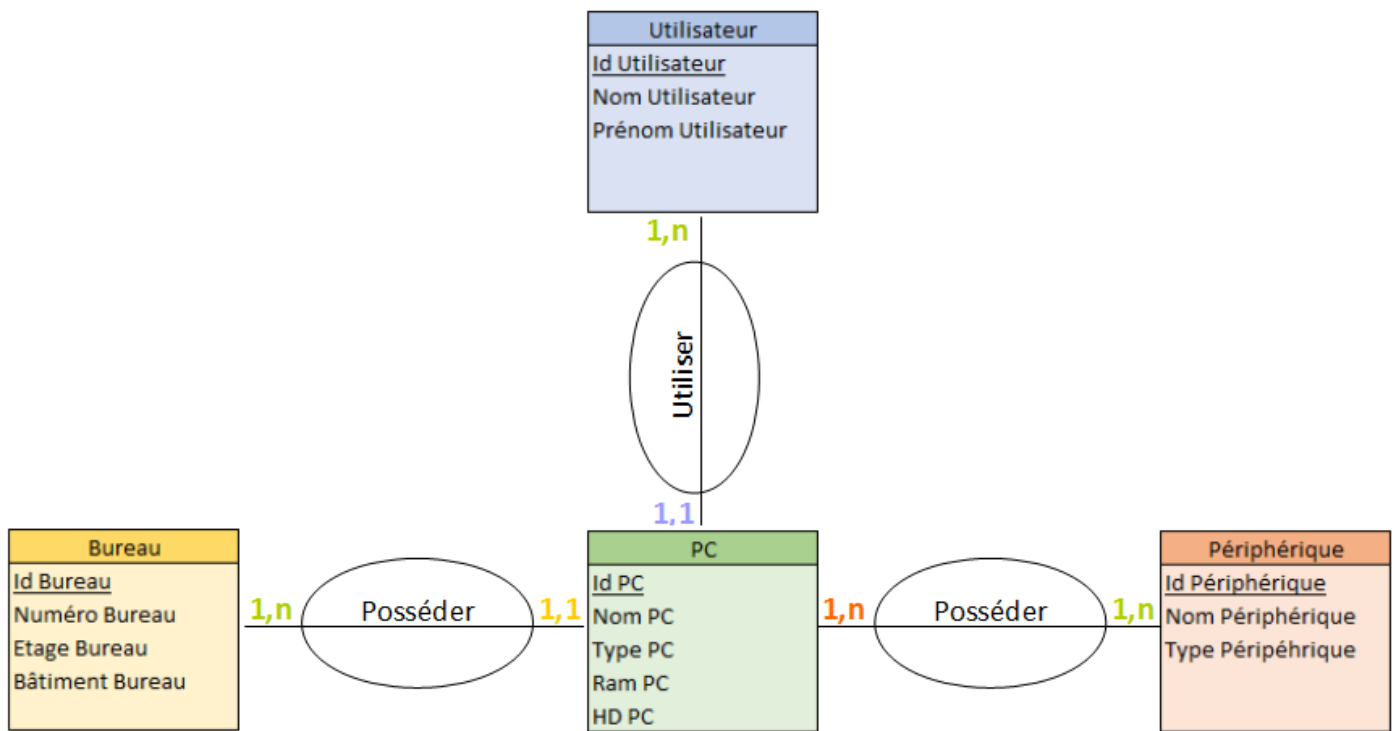 Utilisateur
Id Utilisateur
Nom Utilisateur
Prénom Utilisateur
1,n
Utiliser
1,1
Bureau
Id Bureau
Numéro Bureau
Etage Bureau
Bâtiment Bureau
1,n
Posséder
1,1
PC
Id PC
Nom PC
Type PC
Ram PC
HD PC
1,n
Posséder
1,n
Périphérique
Id Périphérique
Nom Périphérique
Type Péripéhrique